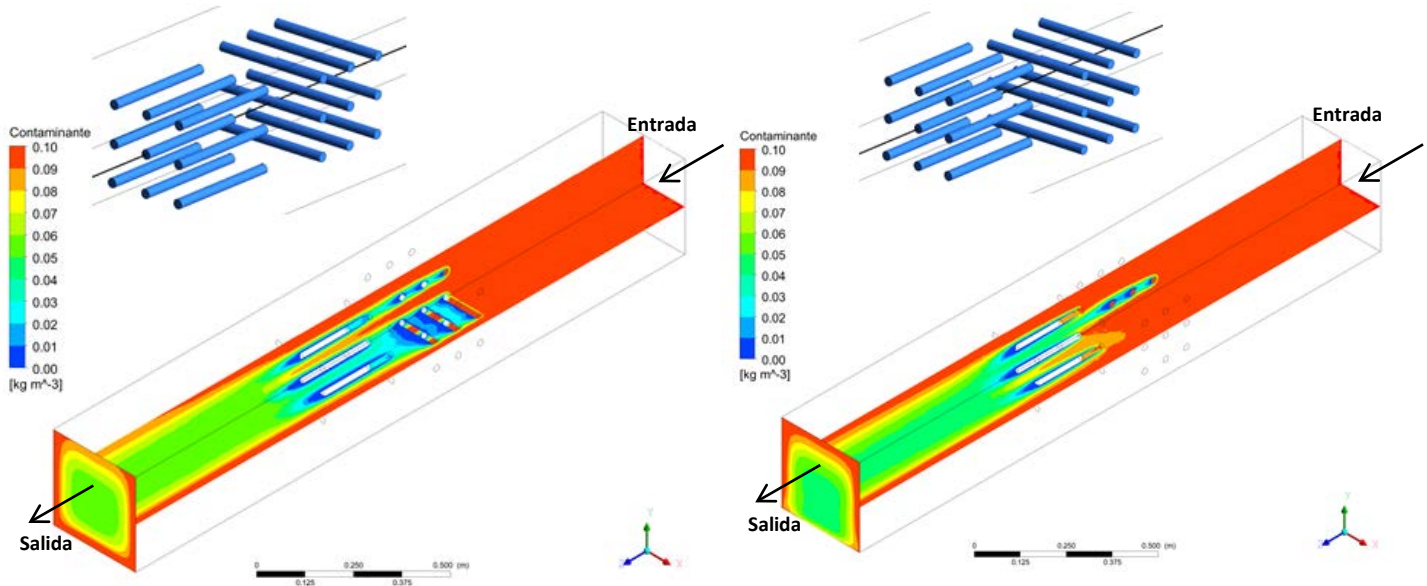 Contaminante
0.10
0.09
0.08
0.07
0.06
0.05
0.04
0.03
0.02
0.01
0.00
[kg m^-3]
Entrada
Salida
0
0.250
0.500 (m)
0.125
0.375
Y
Z
X
Contaminante
0.10
0.09
0.08
0.07
0.06
0.05
0.04
0.03
0.02
0.01
0.00
[kg m^-3]
Entrada
Salida
0
0.250
0.500 (m)
0.125
0.375
Y
Z
X